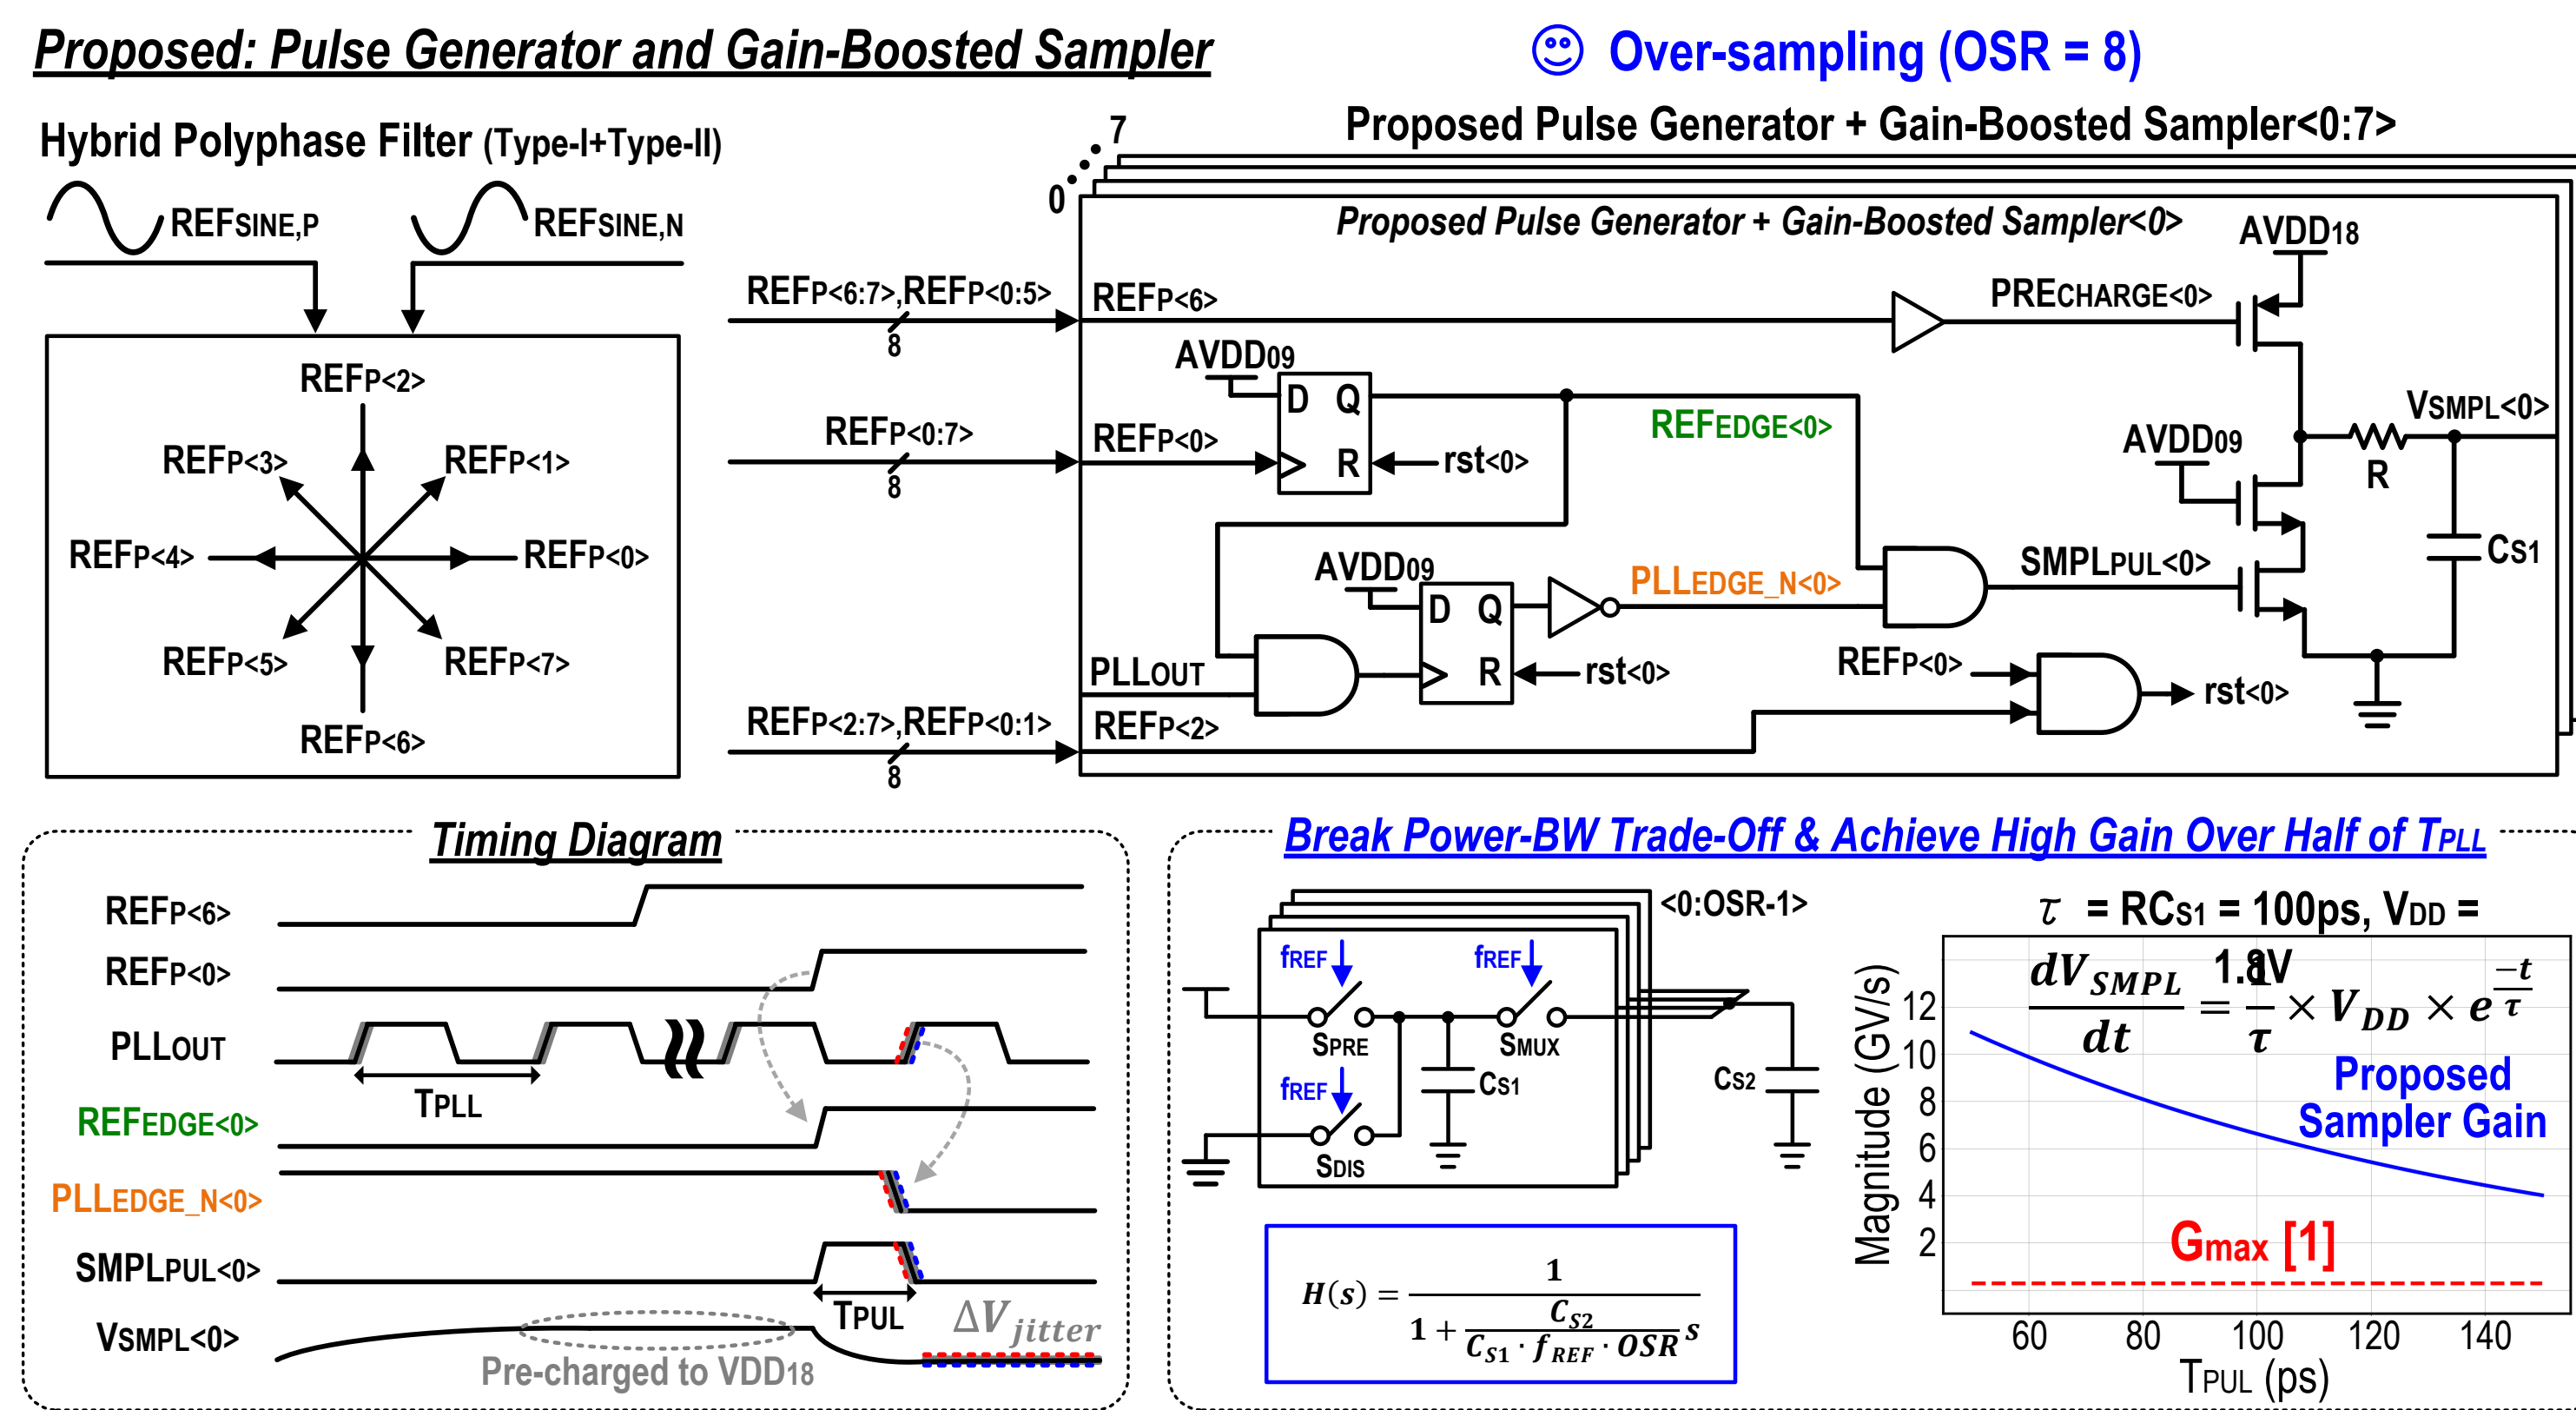 Proposed: Pulse Generator and Gain-Boosted Sampler
Over-sampling (OSR = 8)
Hybrid Polyphase Filter (Type-I+Type-II)
REFSINE,P
REFSINE,N
REFP<2>
REFP<3>
REFP<1>
REFP<4>
REFP<0>
REFP<5>
REFP<7>
REFP<6>
REFP<6:7>,REFP<0:5>
8
REFP<0:7>
8
REFP<2:7>,REFP<0:1>
8
0
7
Proposed Pulse Generator + Gain-Boosted Sampler<0:7>
Proposed Pulse Generator + Gain-Boosted Sampler<0>
AVDD18
REFP<6>
PRECHARGE<0>
AVDD09
D Q
REFEDGE<0>
VSMPL<0>
REFP<0>
R
rst<0>
AVDD09
R
AVDD09
D Q
PLLEDGE_N<0>
SMPLPUL<0>
CS1
PLLOUT
R
rst<0>
REFP<0>
rst<0>
REFP<2>
Timing Diagram
REFP<6>
REFP<0>
PLLOUT
TPLL
REFEDGE<0>
PLLEDGE_N<0>
SMPLPUL<0>
TPUL
ΔVjitter
VSMPL<0>
Pre-charged to VDD18
Break Power-BW Trade-Off & Achieve High Gain Over Half of TPLL
<0:OSR-1>
fREF
fREF
SPRE
SMUX
fREF
CS1
CS2
SDIS
H(s) = 1 / (1 + CS2 / (CS1 · fREF · OSR) s)
τ = RCS1 = 100ps, VDD =
1.8V
dVSMPL/dt = 1/τ × VDD × e^(-t/τ)
Proposed
Sampler Gain
Gmax [1]
Magnitude (GV/s)
12
10
8
6
4
2
60 80 100 120 140
TPUL (ps)